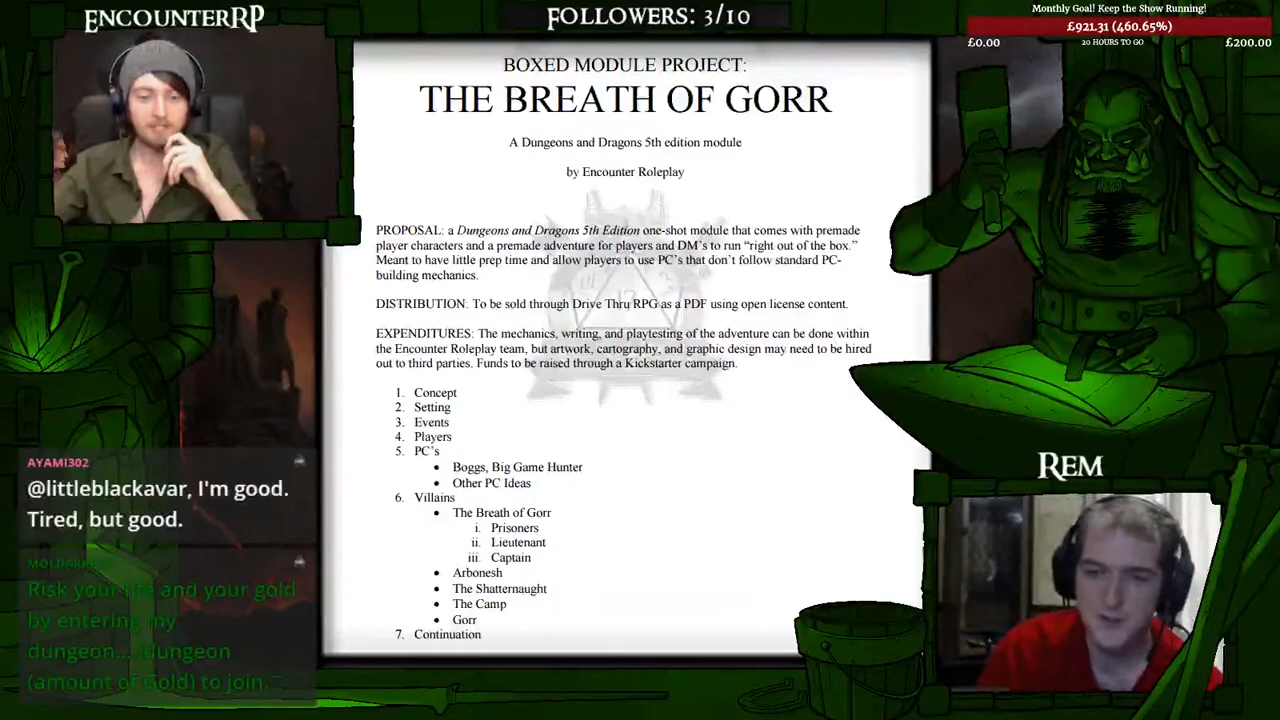 ENCOUNTERRP
FOLLOWERS: 3/10
Monthly Goal! Keep the Show Running!
£921.31 (460.65%)
£0.00
20 HOURS TO GO
£200.00
BOXED MODULE PROJECT:
THE BREATH OF GORR
A Dungeons and Dragons 5th edition module
by Encounter Roleplay
PROPOSAL: a Dungeons and Dragons 5th Edition one-shot module that comes with premade
player characters and a premade adventure for players and DM's to run “right out of the box.”
Meant to have little prep time and allow players to use PC's that don't follow standard PC-
building mechanics.
DISTRIBUTION: To be sold through Drive Thru RPG as a PDF using open license content.
EXPENDITURES: The mechanics, writing, and playtesting of the adventure can be done within
the Encounter Roleplay team, but artwork, cartography, and graphic design may need to be hired
out to third parties. Funds to be raised through a Kickstarter campaign.
1. Concept
2. Setting
3. Events
4. Players
5. PC's
• Boggs, Big Game Hunter
• Other PC Ideas
6. Villains
• The Breath of Gorr
i. Prisoners
ii. Lieutenant
iii. Captain
• Arbonesh
• The Shatternaught
• The Camp
• Gorr
7. Continuation
AYAMI302
@littleblackavar, I'm good.
Tired, but good.
Risk your life and your gold
by entering my
dungeon... !dungeon
(amount of Gold) to join.
REM